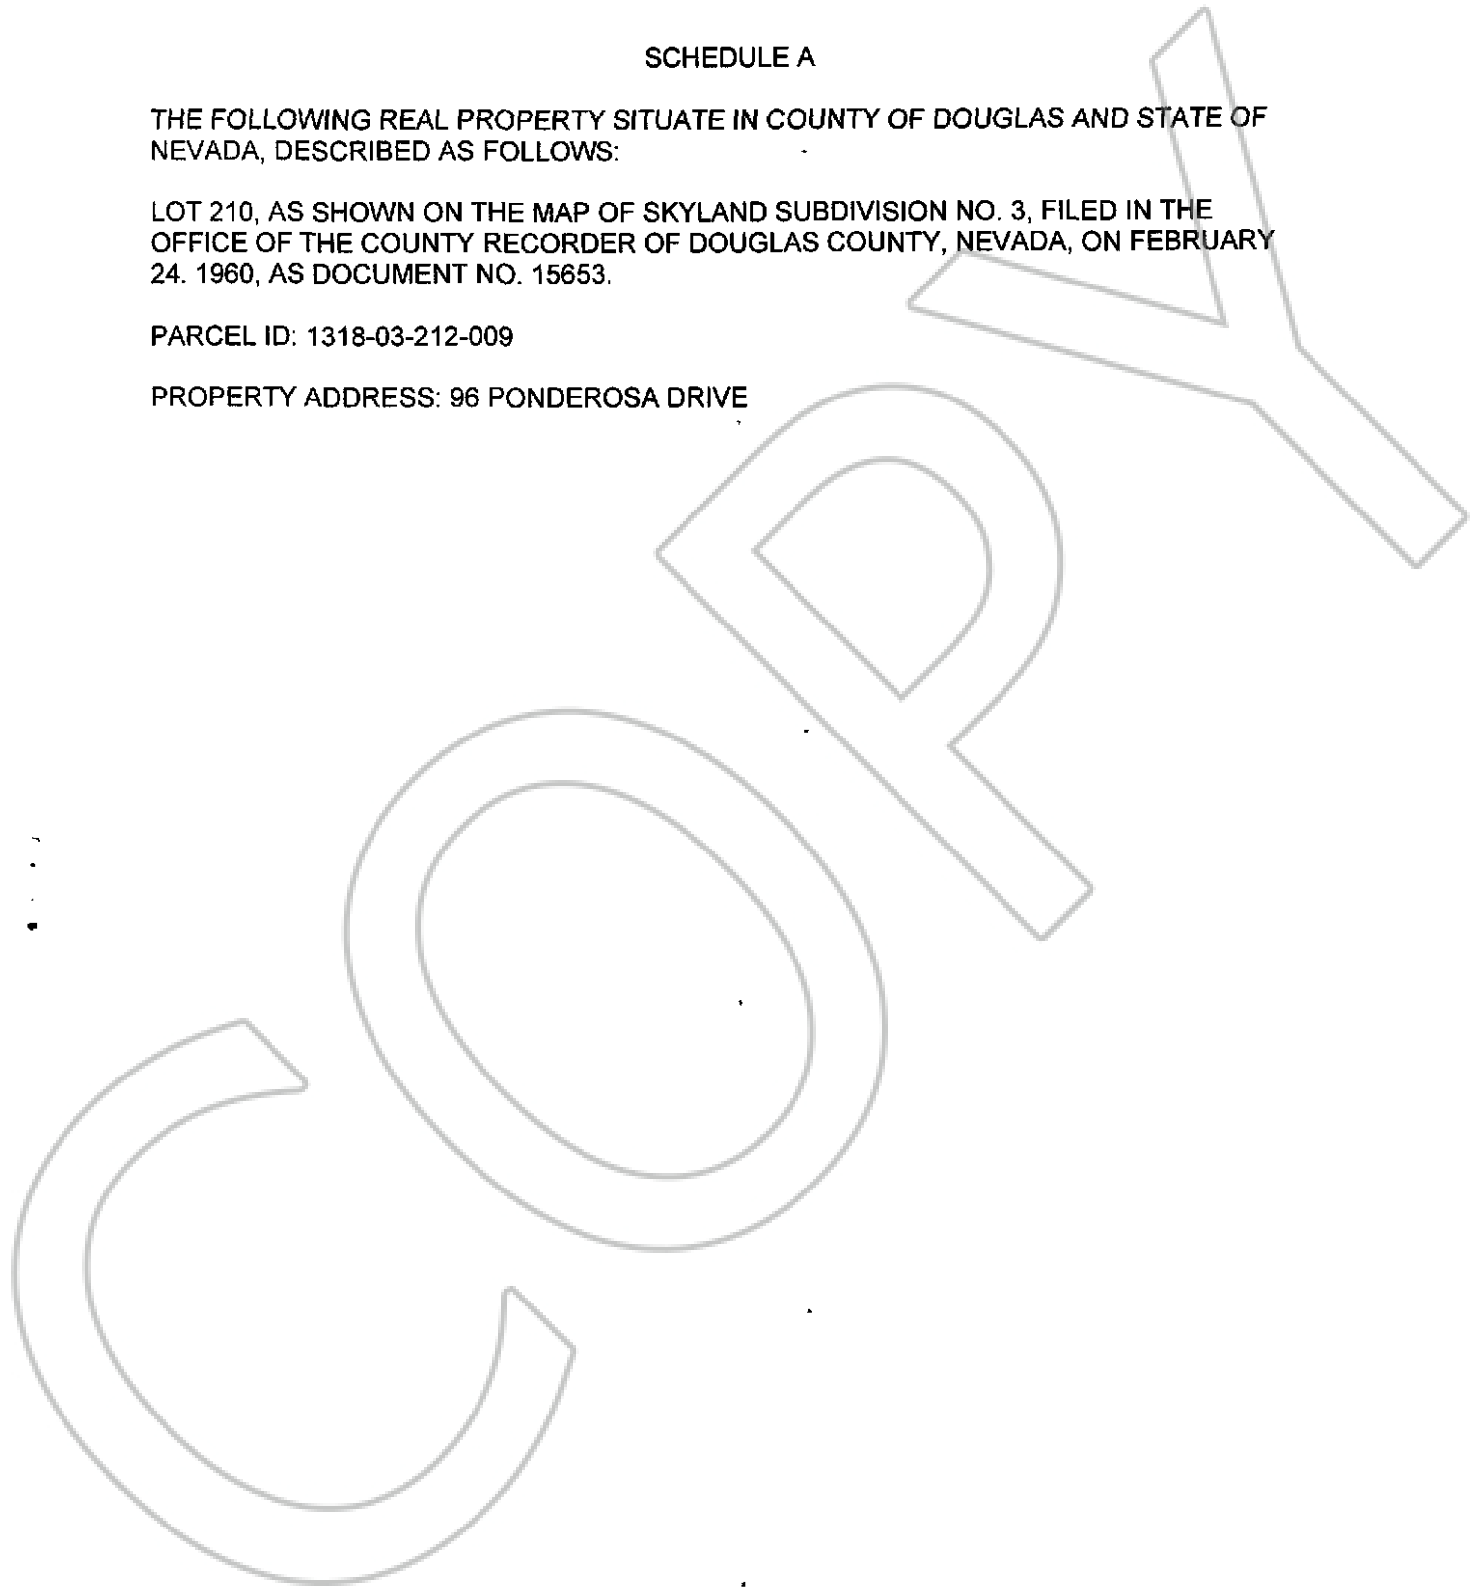 SCHEDULE A
THE FOLLOWING REAL PROPERTY SITUATE IN COUNTY OF DOUGLAS AND STATE OF
NEVADA, DESCRIBED AS FOLLOWS:
LOT 210, AS SHOWN ON THE MAP OF SKYLAND SUBDIVISION NO. 3, FILED IN THE
OFFICE OF THE COUNTY RECORDER OF DOUGLAS COUNTY, NEVADA, ON FEBRUARY
24. 1960, AS DOCUMENT NO. 15653.
PARCEL ID: 1318-03-212-009
PROPERTY ADDRESS: 96 PONDEROSA DRIVE
COPY